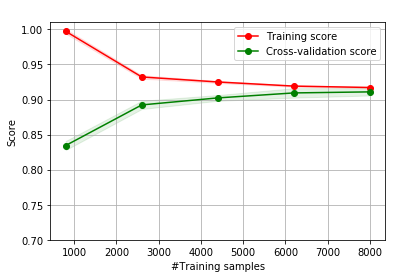 1.00
0.95
0.90
0.85
0.80
0.75
0.70
Score
Training score
Cross-validation score
1000 2000 3000 4000 5000 6000 7000 8000
#Training samples